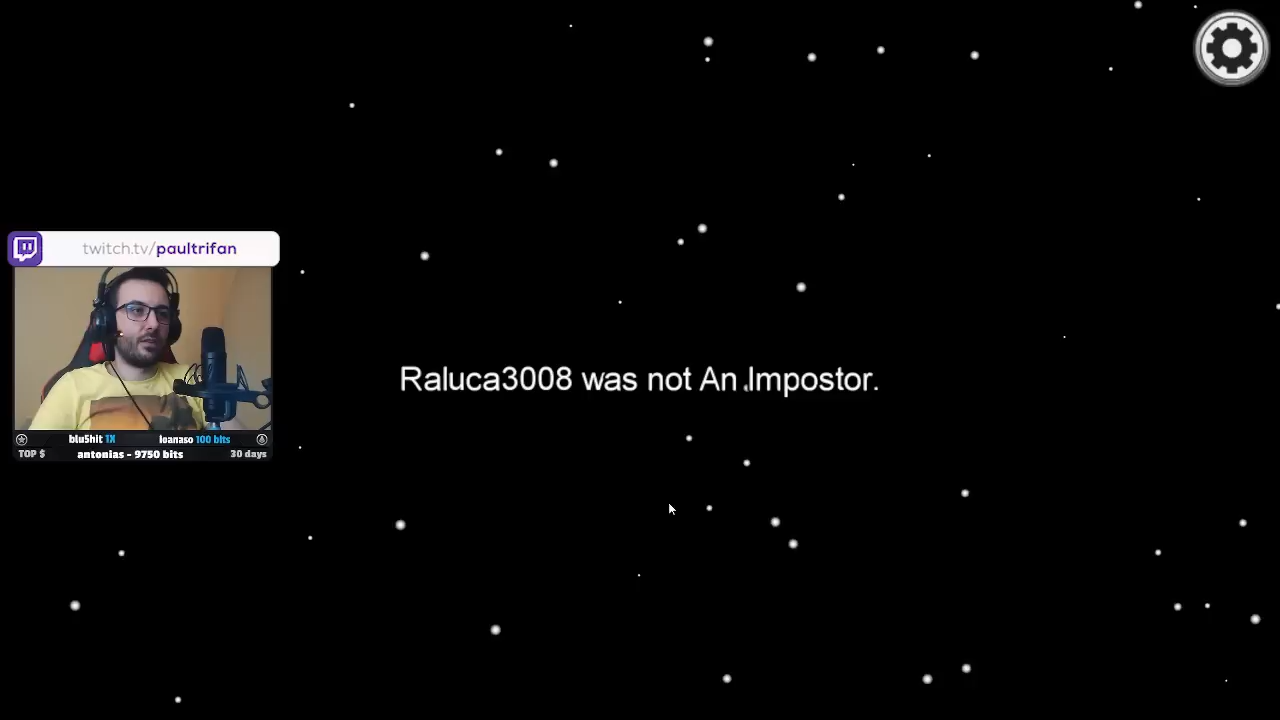 twitch.tv/paultrifan
Raluca3008 was not An Impostor.
blu5hit 1X
ioanaso 100 bits
TOP $
antonias - 9750 bits
30 days